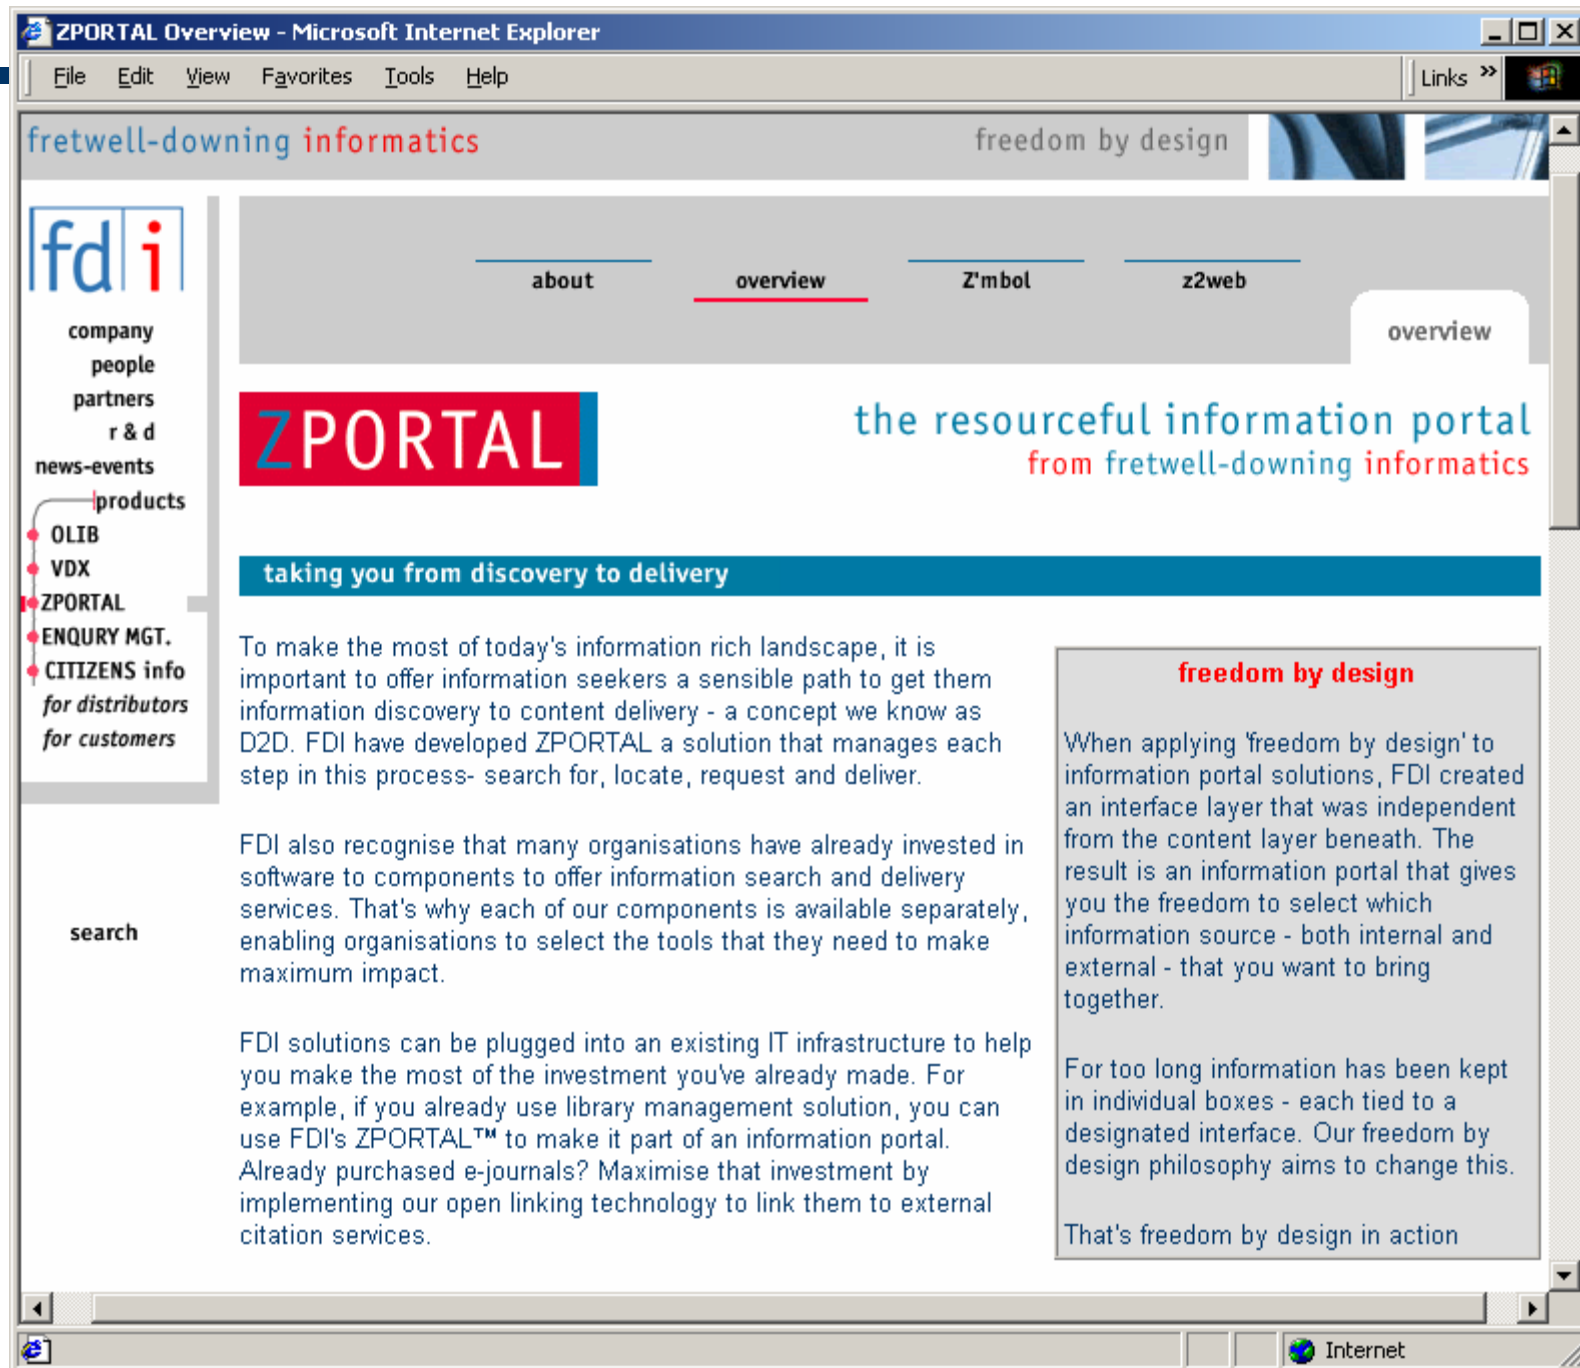 ZPORTAL Overview - Microsoft Internet Explorer
File Edit View Favorites Tools Help Links »
fretwell-downing informatics freedom by design
fdi
about overview Z'mbol z2web
overview
company
people
partners
r & d
news-events
products
OLIB
VDX
ZPORTAL
ENQURY MGT.
CITIZENS info
for distributors
for customers
search
ZPORTAL
the resourceful information portal
from fretwell-downing informatics
taking you from discovery to delivery
To make the most of today's information rich landscape, it is
important to offer information seekers a sensible path to get them
information discovery to content delivery - a concept we know as
D2D. FDI have developed ZPORTAL a solution that manages each
step in this process- search for, locate, request and deliver.
FDI also recognise that many organisations have already invested in
software to components to offer information search and delivery
services. That's why each of our components is available separately,
enabling organisations to select the tools that they need to make
maximum impact.
FDI solutions can be plugged into an existing IT infrastructure to help
you make the most of the investment you've already made. For
example, if you already use library management solution, you can
use FDI's ZPORTAL™ to make it part of an information portal.
Already purchased e-journals? Maximise that investment by
implementing our open linking technology to link them to external
citation services.
freedom by design
When applying 'freedom by design' to
information portal solutions, FDI created
an interface layer that was independent
from the content layer beneath. The
result is an information portal that gives
you the freedom to select which
information source - both internal and
external - that you want to bring
together.
For too long information has been kept
in individual boxes - each tied to a
designated interface. Our freedom by
design philosophy aims to change this.
That's freedom by design in action
Internet